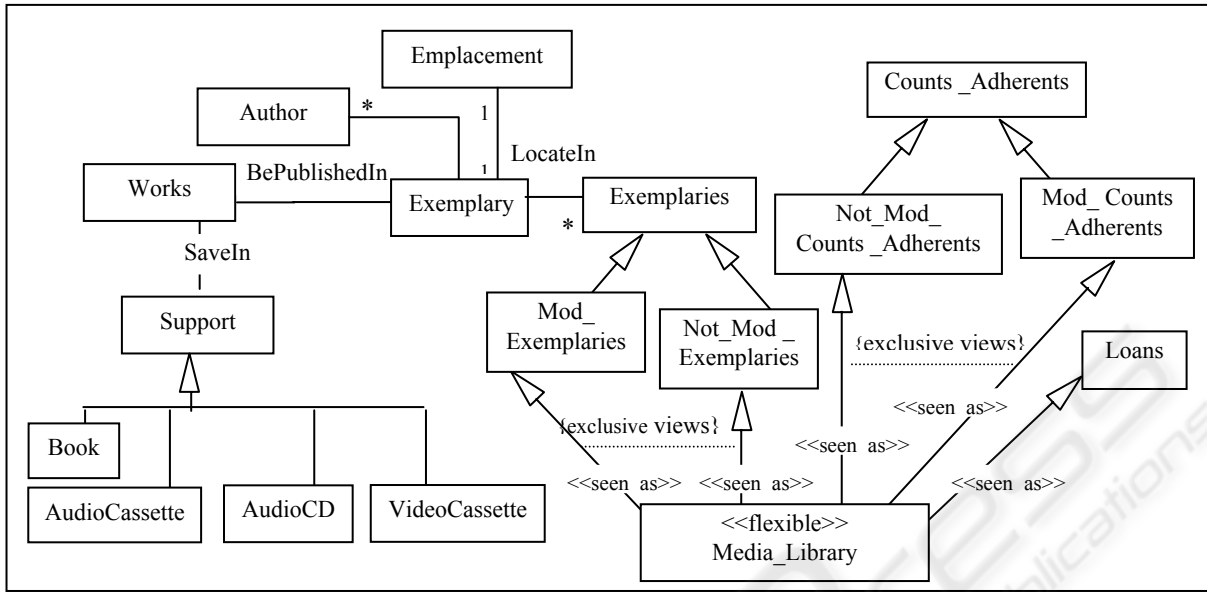 Emplacement
Counts _Adherents
Author
*
1
LocateIn
1
BePublishedIn
Works
Exemplary
Exemplaries
*
Not_Mod_
Counts _Adherents
Mod_ Counts
_Adherents
SaveIn
Support
Mod_
Exemplaries
Not_Mod _
Exemplaries
{exclusive views}
Loans
{exclusive views}
<<seen as>>
<<seen as>>
<<seen as>>
<<seen as>>
<<seen as>>
Book
AudioCassette
AudioCD
VideoCassette
<<flexible>>
Media_Library